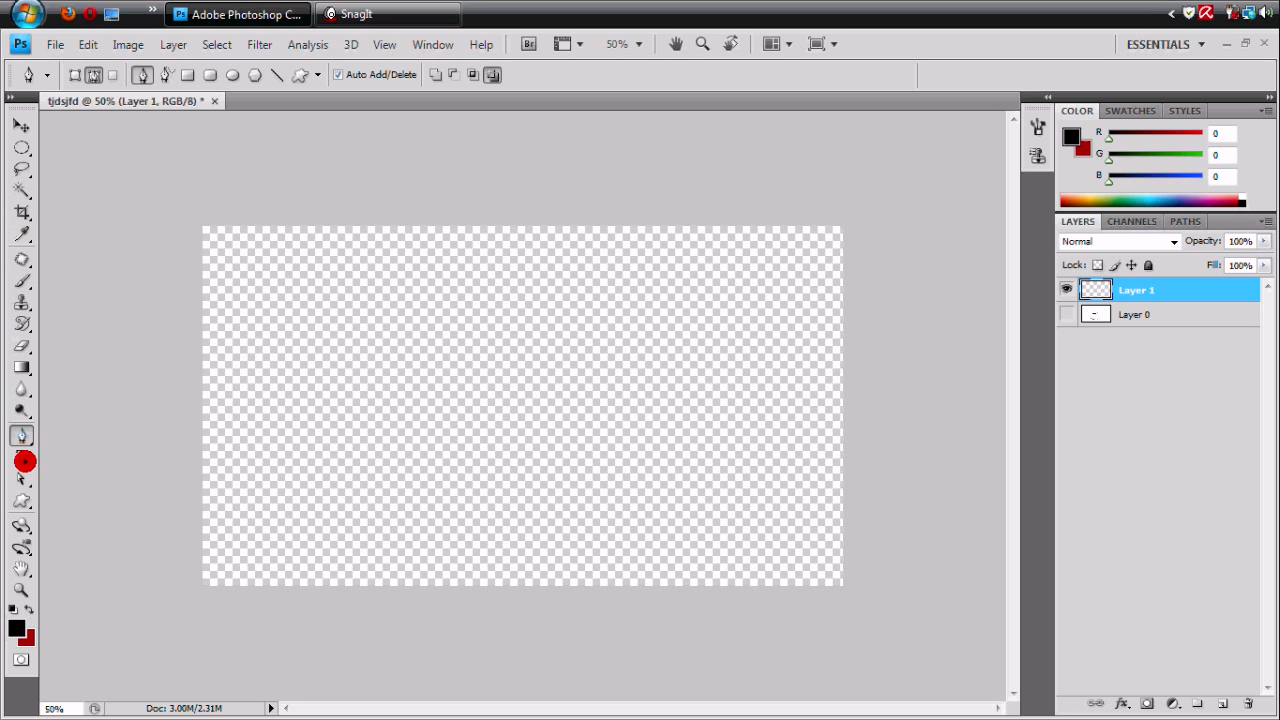 Adobe Photoshop C...
SnagIt
Ps File Edit Image Layer Select Filter Analysis 3D View Window Help Br 50% ESSENTIALS
Auto Add/Delete
tjdsjfd @ 50% (Layer 1, RGB/8) *
COLOR SWATCHES STYLES
R 0
G 0
B 0
LAYERS CHANNELS PATHS
Normal Opacity: 100%
Lock: Fill: 100%
Layer 1
Layer 0
50% Doc: 3.00M/2.31M